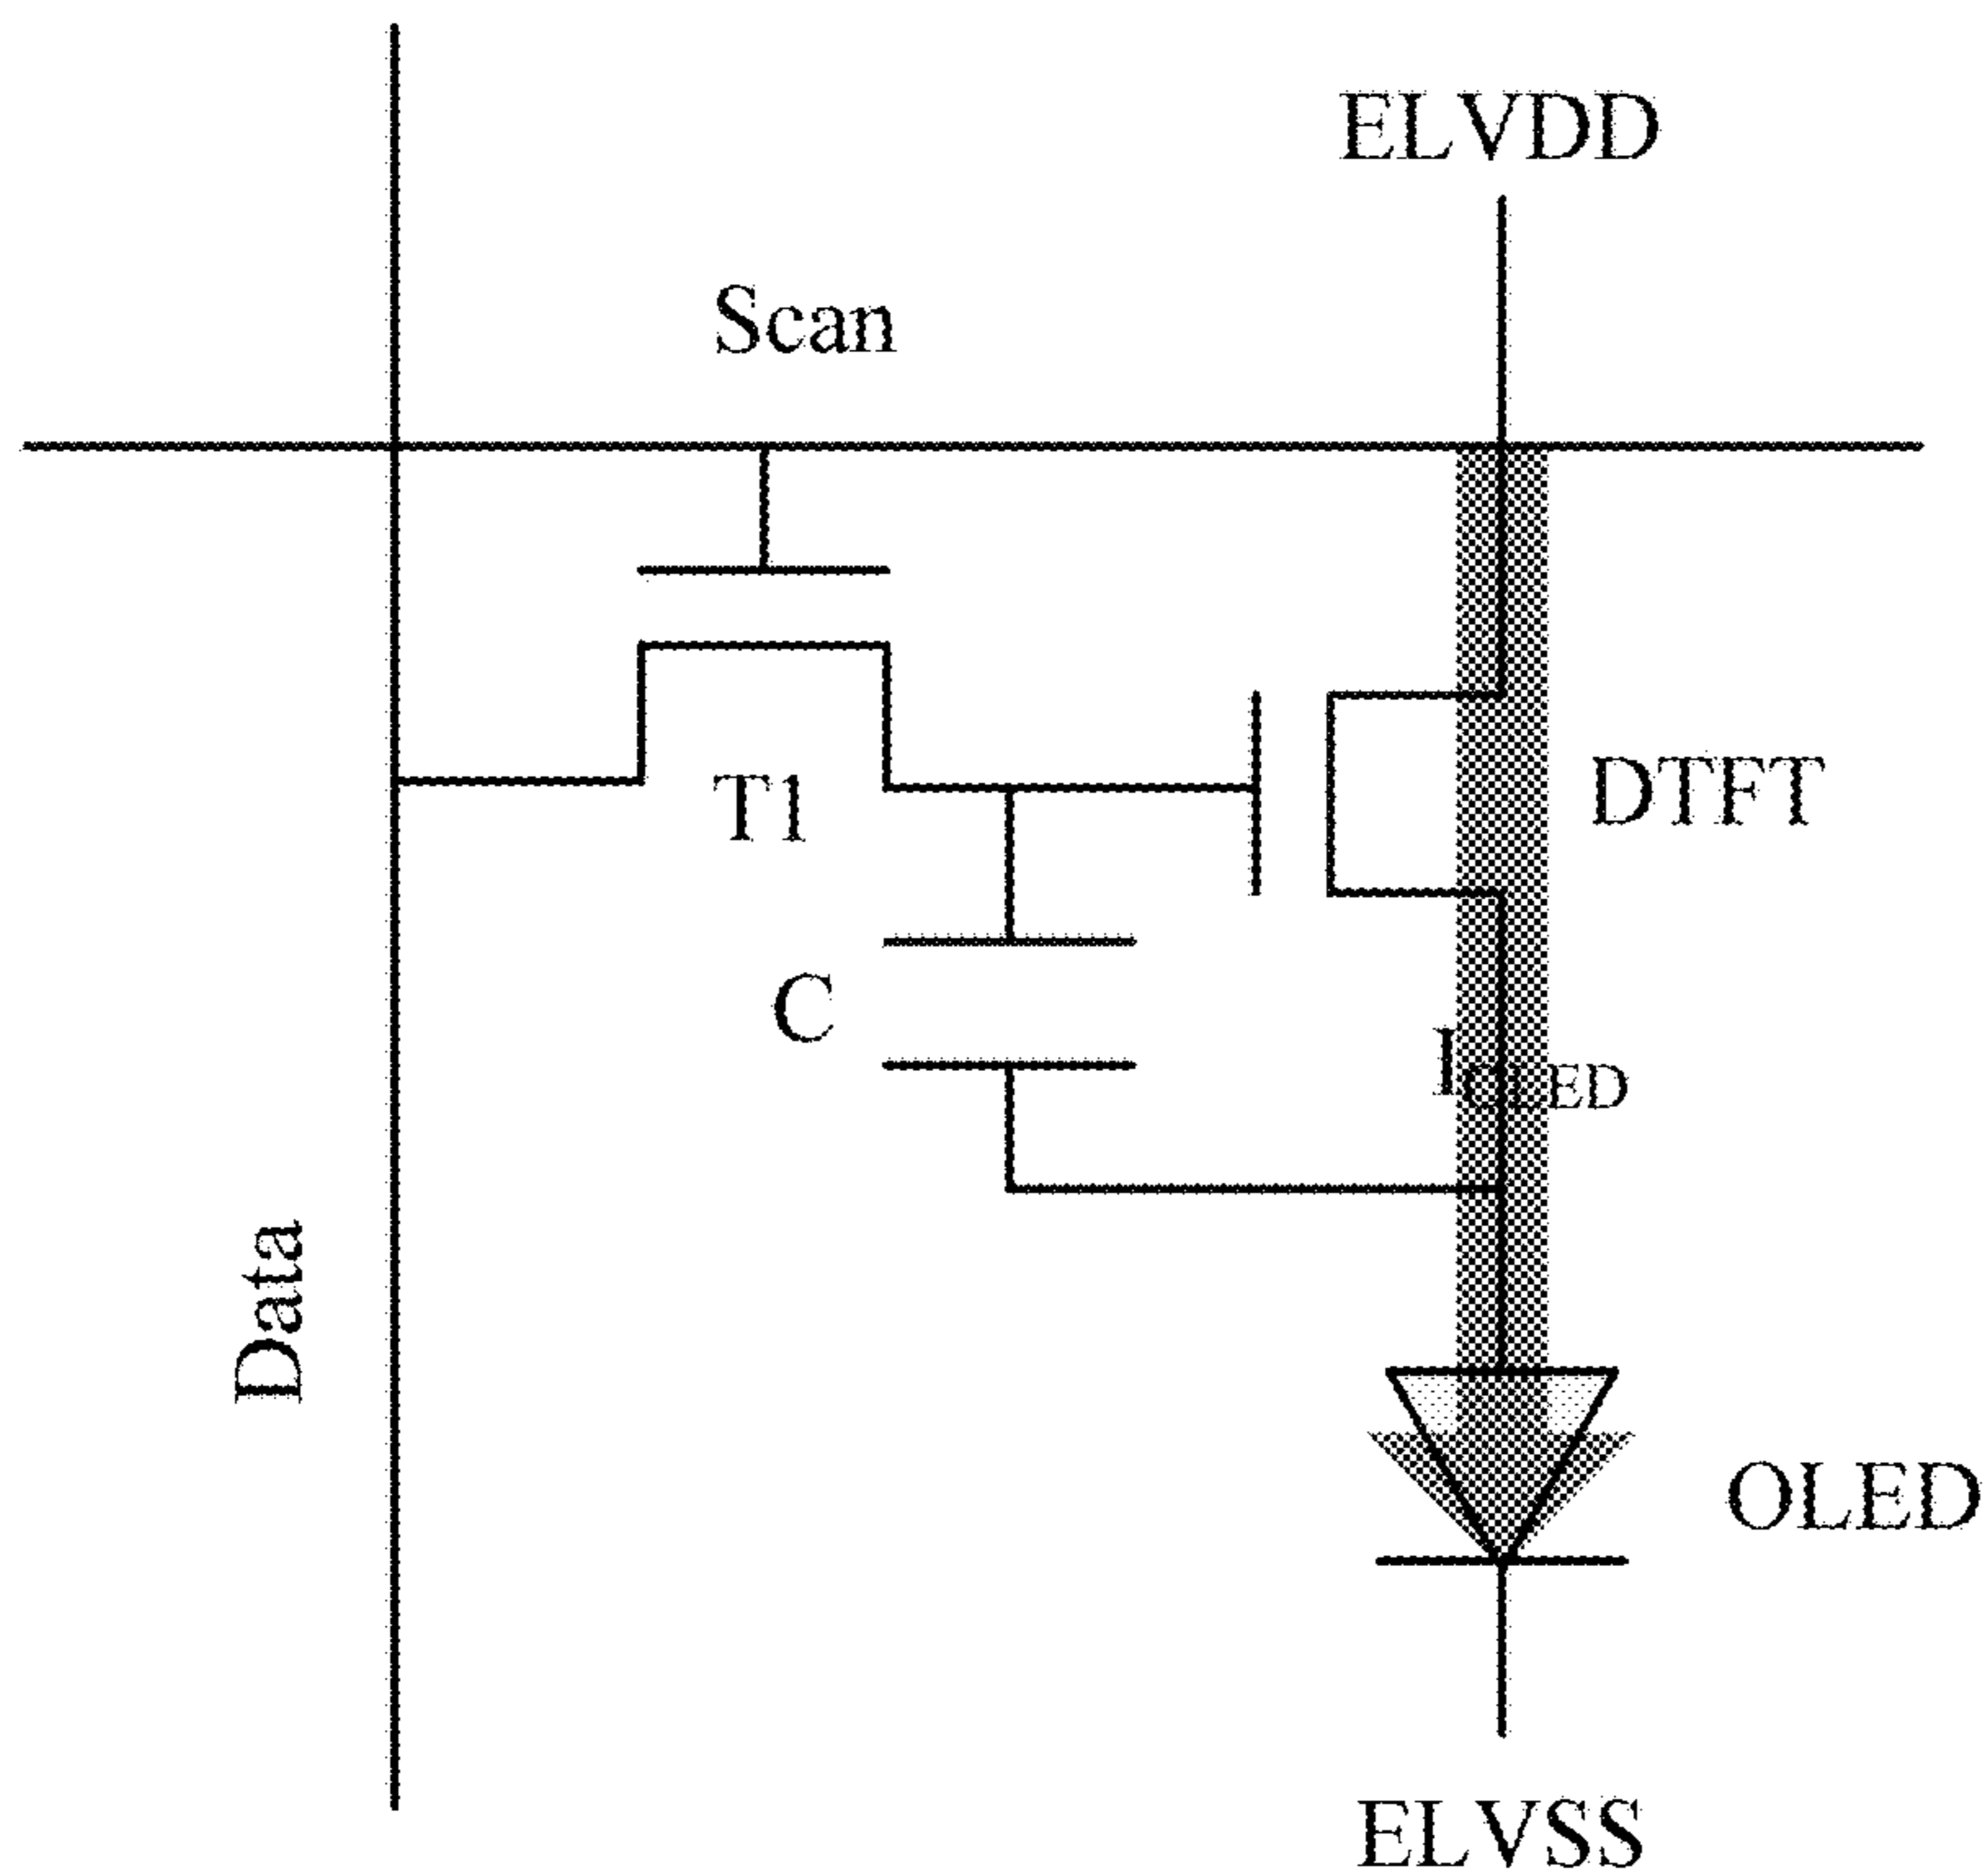 ELVDD
Scan
DTFT
T1
C
I_OLED
Data
OLED
ELVSS